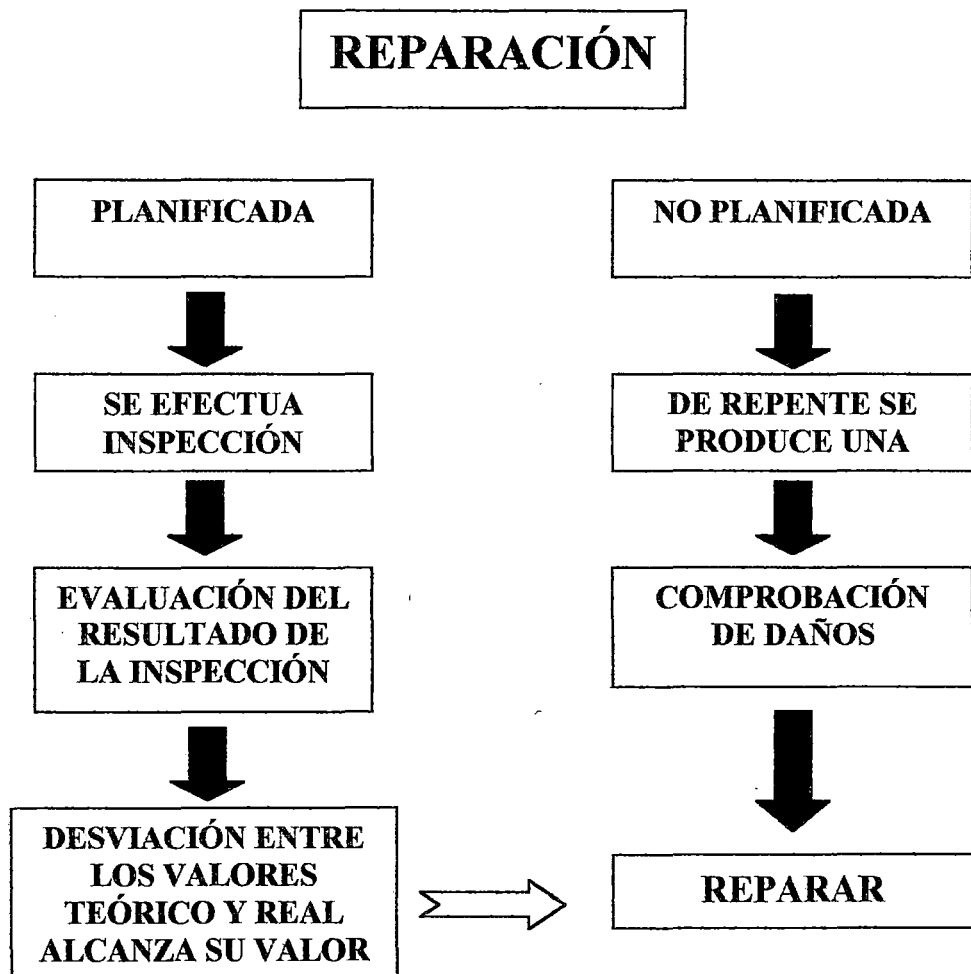 REPARACIÓN
PLANIFICADA
SE EFECTUA
INSPECCIÓN
EVALUACIÓN DEL
RESULTADO DE
LA INSPECCIÓN
DESVIACIÓN ENTRE
LOS VALORES
TEÓRICO Y REAL
ALCANZA SU VALOR
NO PLANIFICADA
DE REPENTE SE
PRODUCE UNA
COMPROBACIÓN
DE DAÑOS
REPARAR